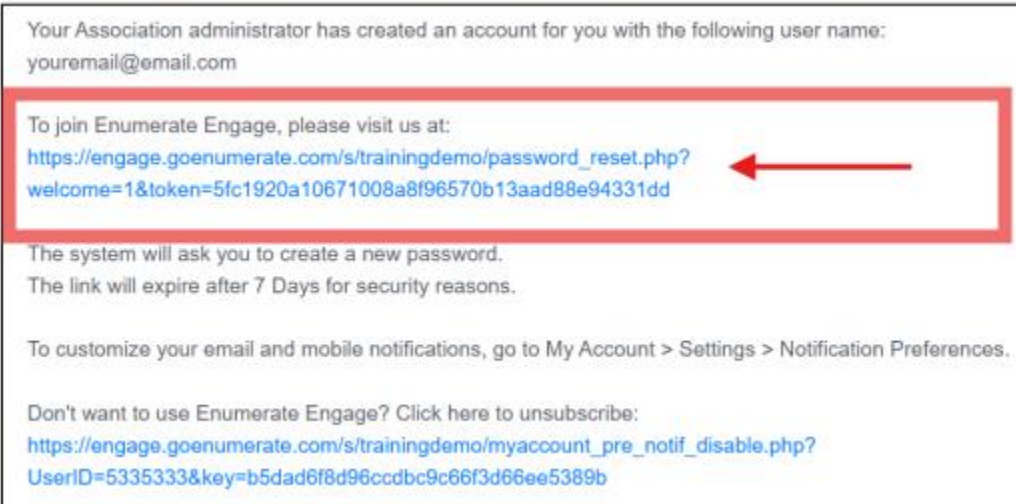 Your Association administrator has created an account for you with the following user name:
youremail@email.com
To join Enumerate Engage, please visit us at:
https://engage.goenumerate.com/s/trainingdemo/password_reset.php?
welcome=1&token=5fc1920a10671008a8f96570b13aad88e94331dd
The system will ask you to create a new password.
The link will expire after 7 Days for security reasons.
To customize your email and mobile notifications, go to My Account > Settings > Notification Preferences.
Don't want to use Enumerate Engage? Click here to unsubscribe:
https://engage.goenumerate.com/s/trainingdemo/myaccount_pre_notif_disable.php?
UserID=5335333&key=b5dad6f8d96ccdbc9c66f3d66ee5389b